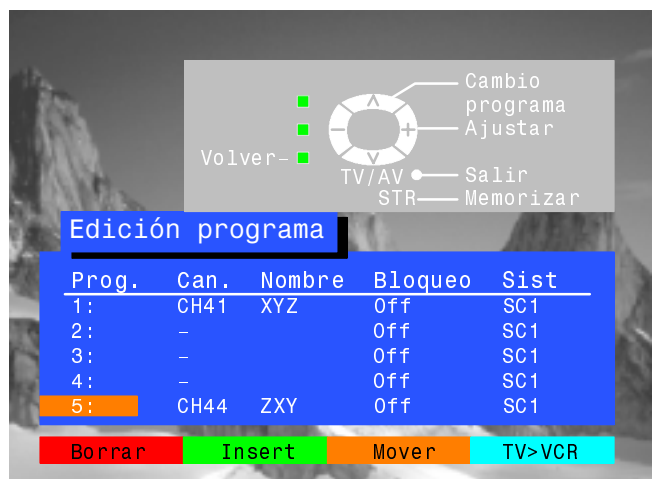 Cambio
programa
Ajustar
Volver–
TV/AV
Salir
STR
Memorizar
Edición programa
Prog. Can. Nombre Bloqueo Sist
1: CH41 XYZ Off SC1
2: – Off SC1
3: – Off SC1
4: – Off SC1
5: CH44 ZXY Off SC1
Borrar Insert Mover TV>VCR